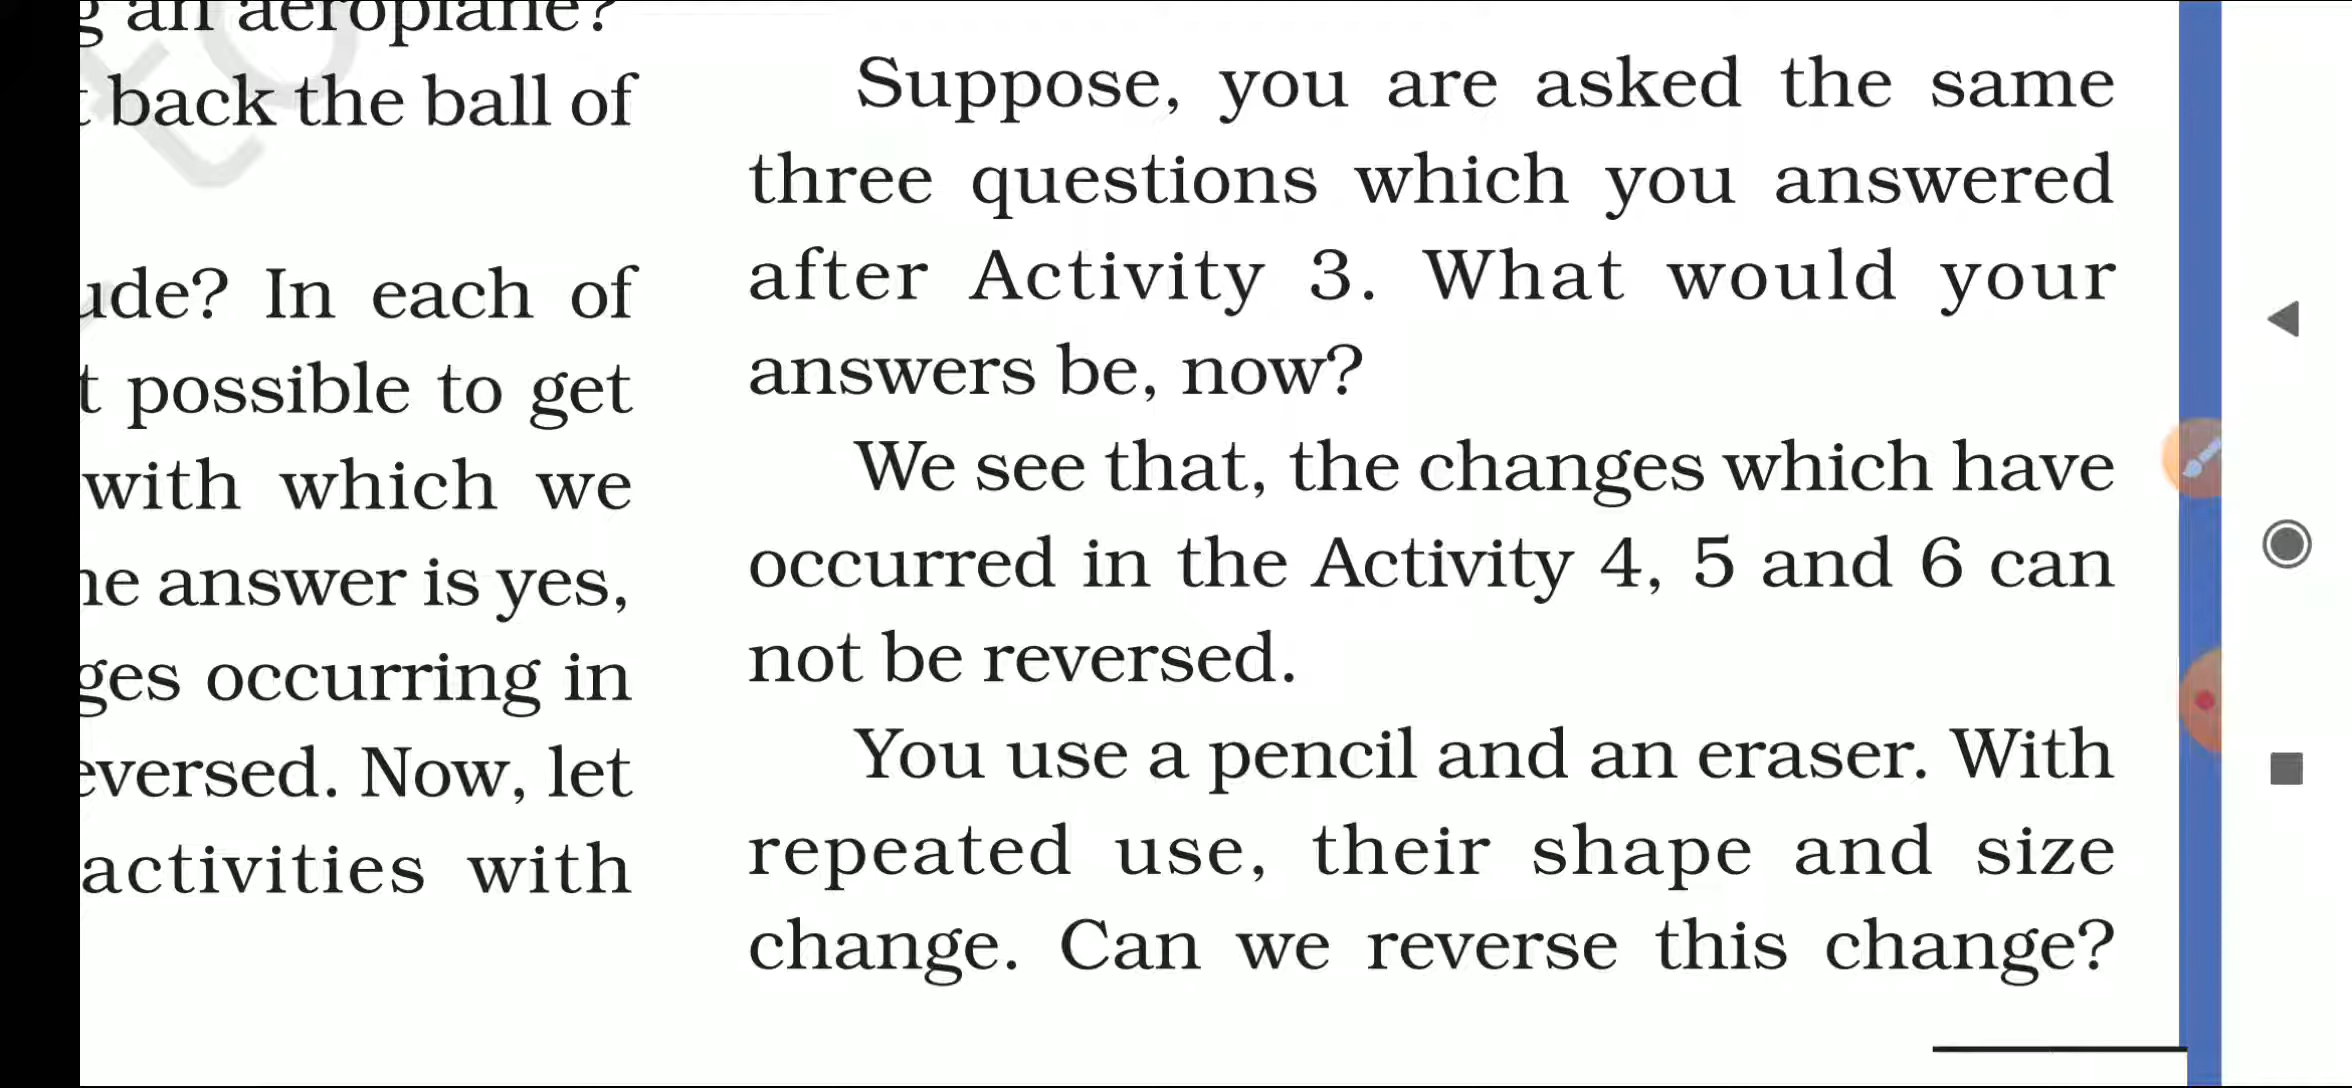 an aeroplane?
back the ball of
In each of
possible to get
with which we
answer is yes,
occurring in
Now, let
activities with
Suppose, you are asked the same
three questions which you answered
after Activity 3. What would your
answers be, now?
We see that, the changes which have
occurred in the Activity 4, 5 and 6 can
not be reversed.
You use a pencil and an eraser. With
repeated use, their shape and size
change. Can we reverse this change?